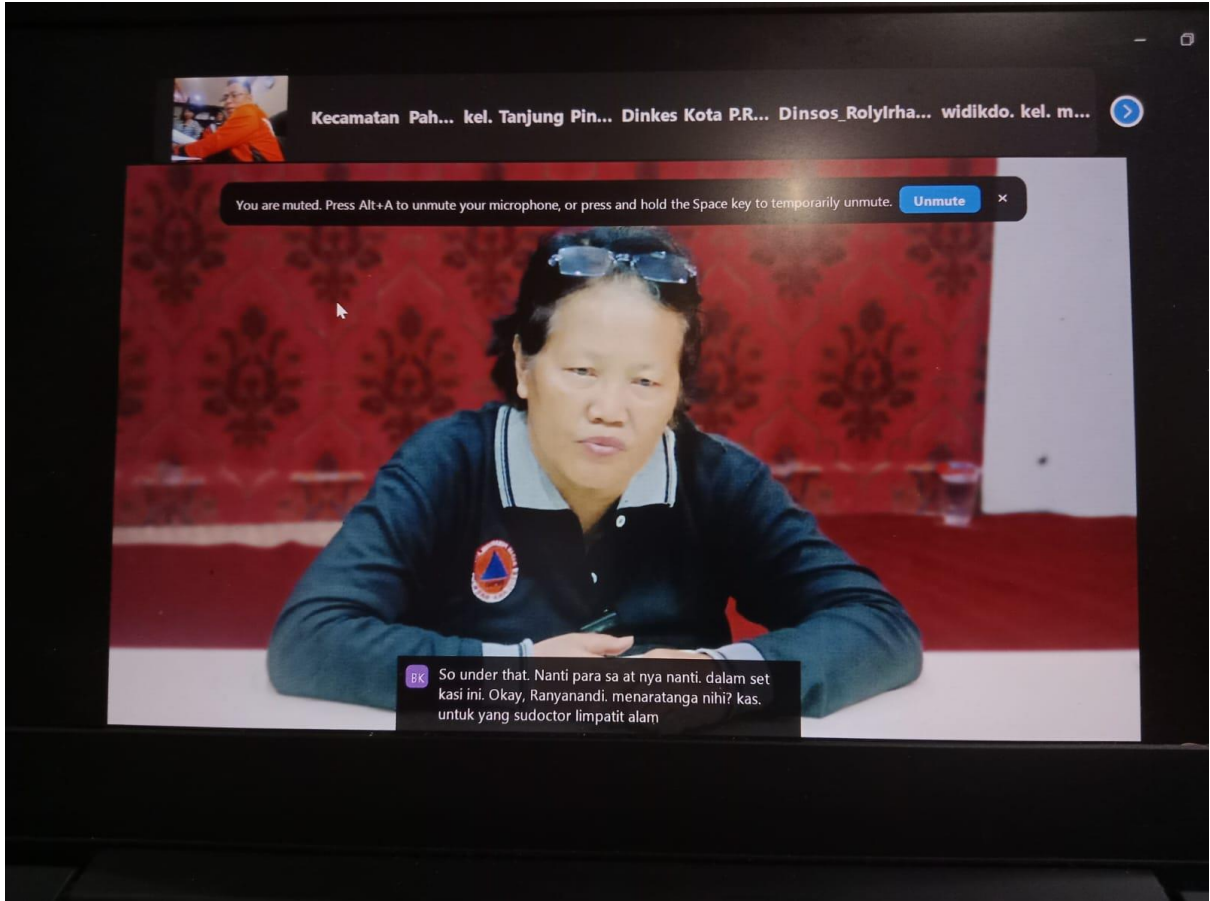 Kecamatan Pah... kel. Tanjung Pin... Dinkes Kota P.R... Dinsos_RolyIrha... widikdo. kel. m...
You are muted. Press Alt+A to unmute your microphone, or press and hold the Space key to temporarily unmute. Unmute
BK So under that. Nanti para sa at nya nanti. dalam set
kasi ini. Okay, Ranyanandi. menaratanga nihi? kas.
untuk yang sudoctor limpatit alam